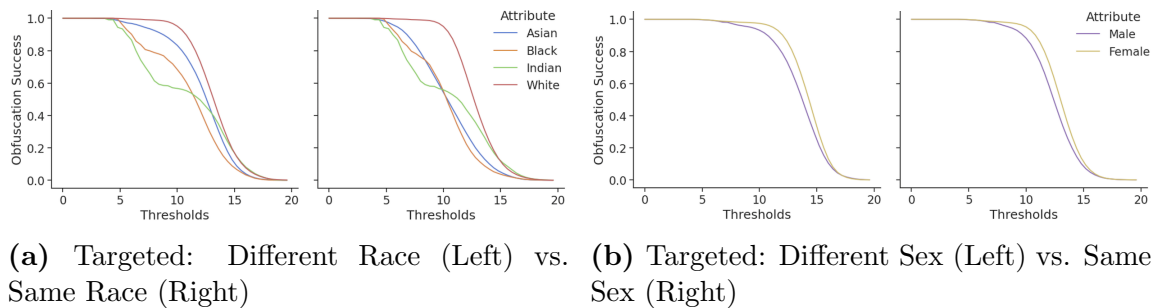 Obfuscation Success
1.0
0.8
0.6
0.4
0.2
0.0
0 5 10 15 20
Thresholds
0 5 10 15 20
Thresholds
Attribute
Asian
Black
Indian
White
Obfuscation Success
1.0
0.8
0.6
0.4
0.2
0.0
0 5 10 15 20
Thresholds
0 5 10 15 20
Thresholds
Attribute
Male
Female
(a) Targeted: Different Race (Left) vs.
Same Race (Right)
(b) Targeted: Different Sex (Left) vs. Same
Sex (Right)